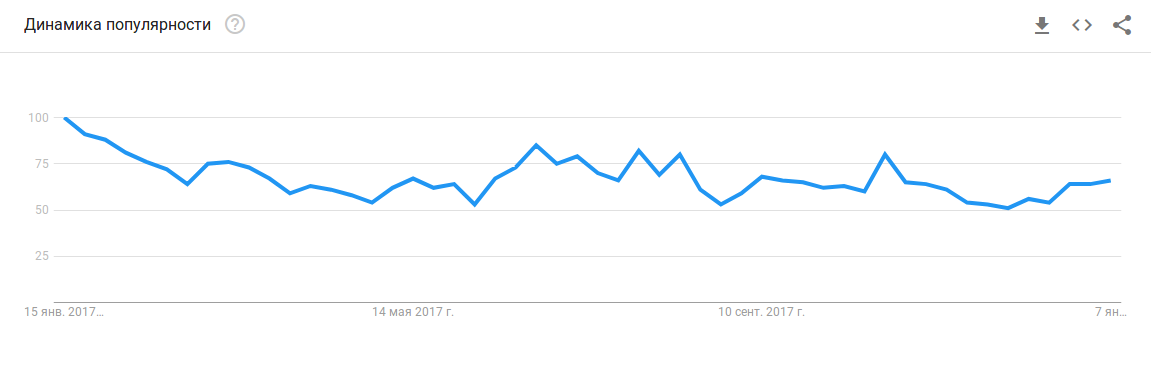 Динамика популярности ?
100
75
50
25
15 янв. 2017…
14 мая 2017 г.
10 сент. 2017 г.
7 ян…